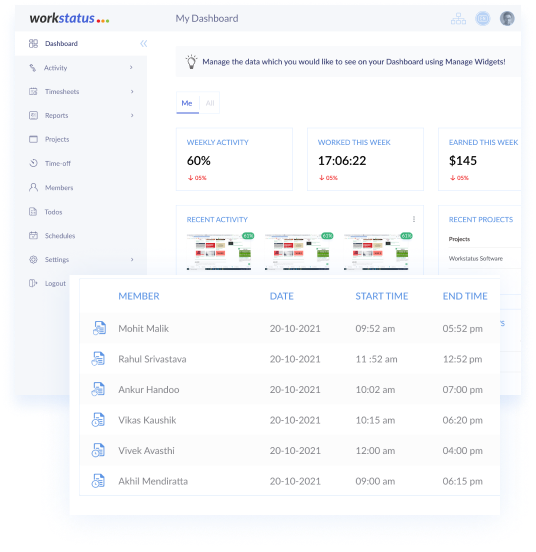 workstatus
My Dashboard
Dashboard
Activity
Timesheets
Reports
Projects
Time-off
Members
Todos
Schedules
Settings
Logout
Manage the data which you would like to see on your Dashboard using Manage Widgets!
Me
All
WEEKLY ACTIVITY
60%
05%
WORKED THIS WEEK
17:06:22
05%
EARNED THIS WEEK
$145
05%
RECENT ACTIVITY
61% 61% 61%
RECENT PROJECTS
Projects
Workstatus Software
MEMBER DATE START TIME END TIME
Mohit Malik 20-10-2021 09:52 am 05:52 pm
Rahul Srivastava 20-10-2021 11 :52 am 12:52 pm
Ankur Handoo 20-10-2021 10:02 am 07:00 pm
Vikas Kaushik 20-10-2021 10:15 am 06:20 pm
Vivek Avasthi 20-10-2021 12:00 am 04:00 pm
Akhil Mendiratta 20-10-2021 09:00 am 06:15 pm